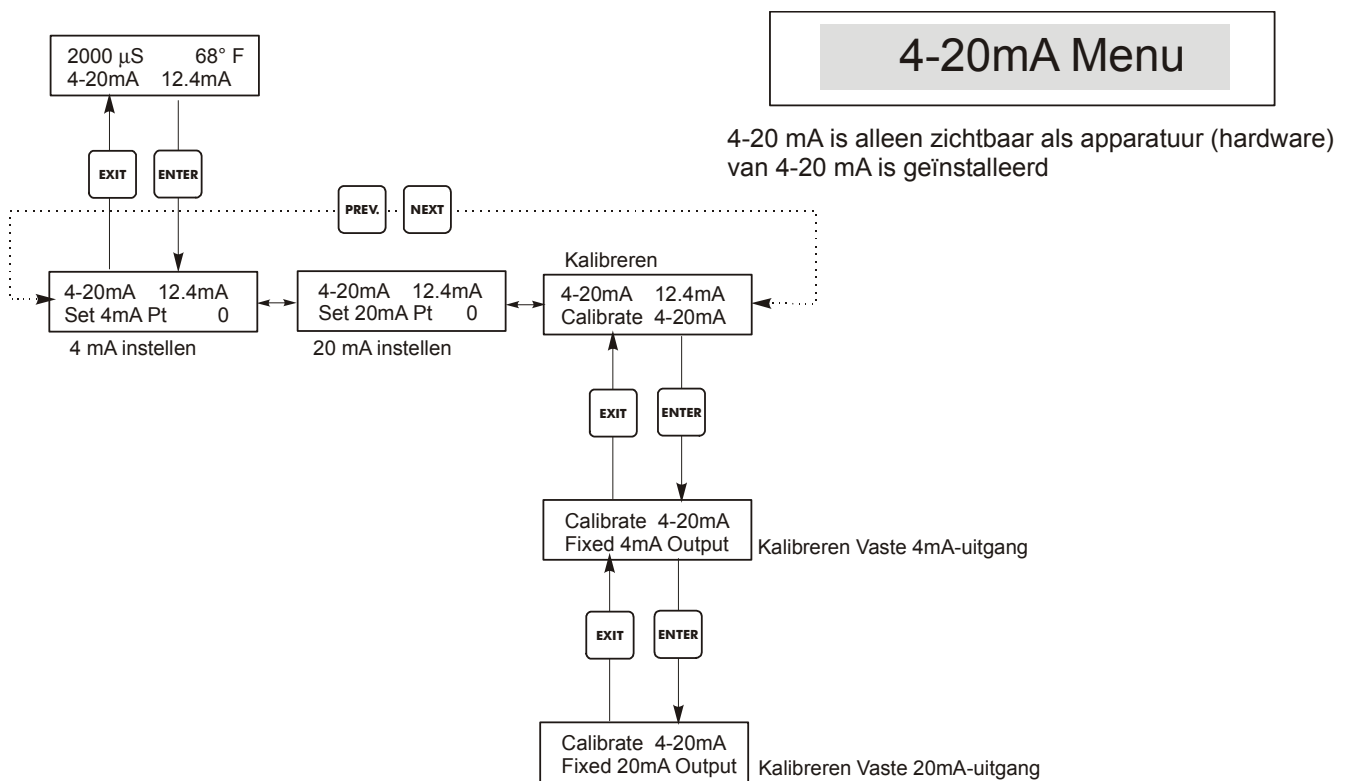 4-20mA Menu
4-20 mA is alleen zichtbaar als apparatuur (hardware)
van 4-20 mA is geïnstalleerd
2000 µS 68° F
4-20mA 12.4mA
EXIT ENTER
PREV. NEXT
4-20mA 12.4mA
Set 4mA Pt 0
4 mA instellen
4-20mA 12.4mA
Set 20mA Pt 0
20 mA instellen
Kalibreren
4-20mA 12.4mA
Calibrate 4-20mA
EXIT ENTER
Calibrate 4-20mA
Fixed 4mA Output
Kalibreren Vaste 4mA-uitgang
EXIT ENTER
Calibrate 4-20mA
Fixed 20mA Output
Kalibreren Vaste 20mA-uitgang